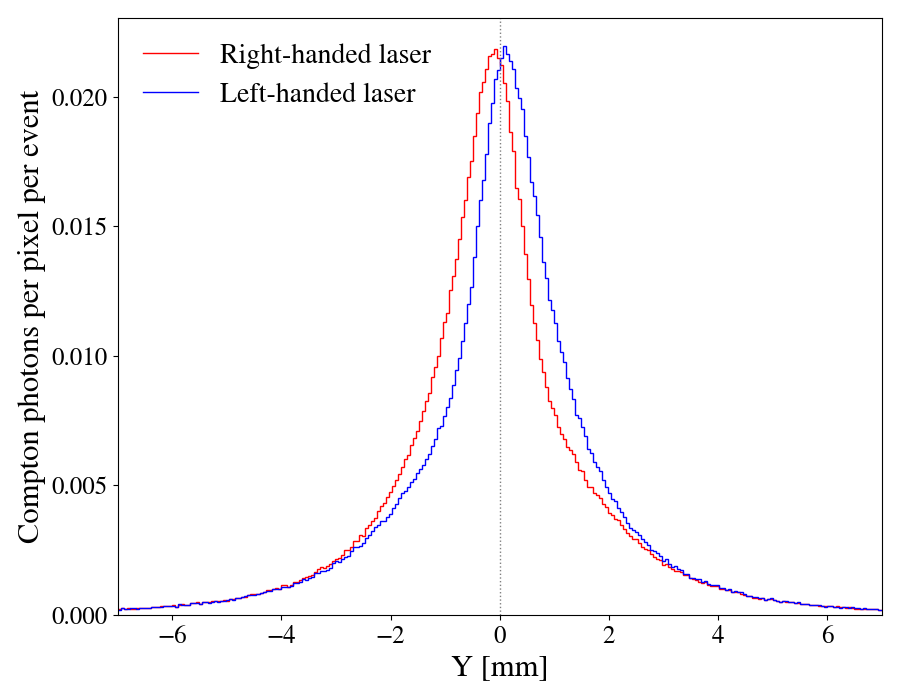 Right-handed laser
Left-handed laser
Compton photons per pixel per event
0.020
0.015
0.010
0.005
0.000
−6 −4 −2 0 2 4 6
Y [mm]